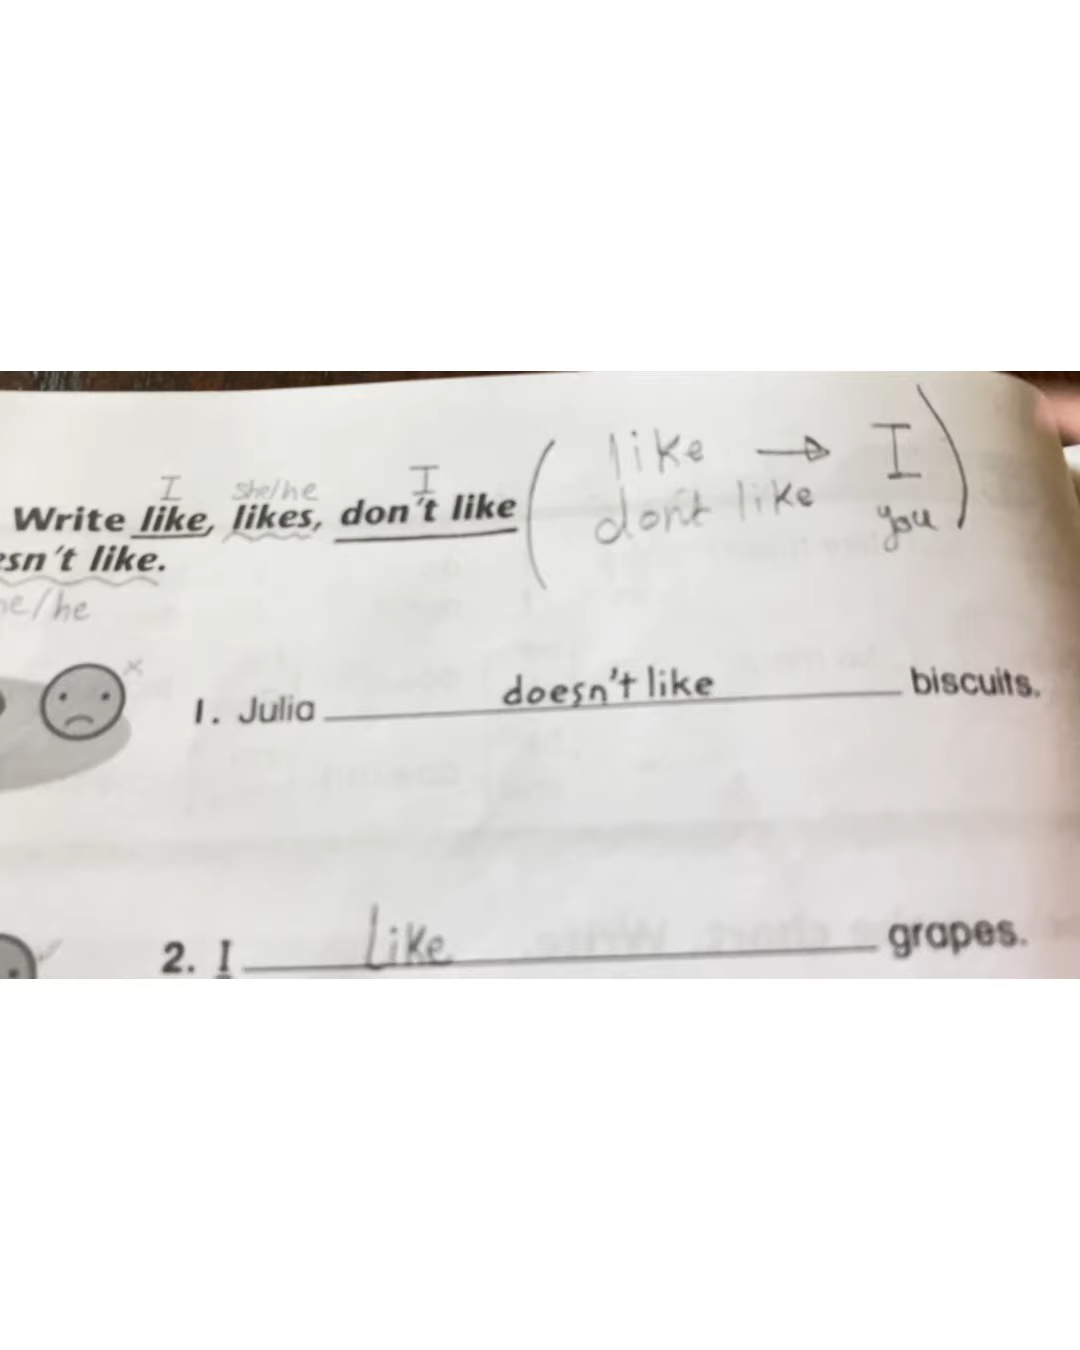 I she/he I
Write like, likes, don't like
like → I
don't like you
esn't like.
he/he
1. Julia doesn't like biscuits.
2. I Like grapes.